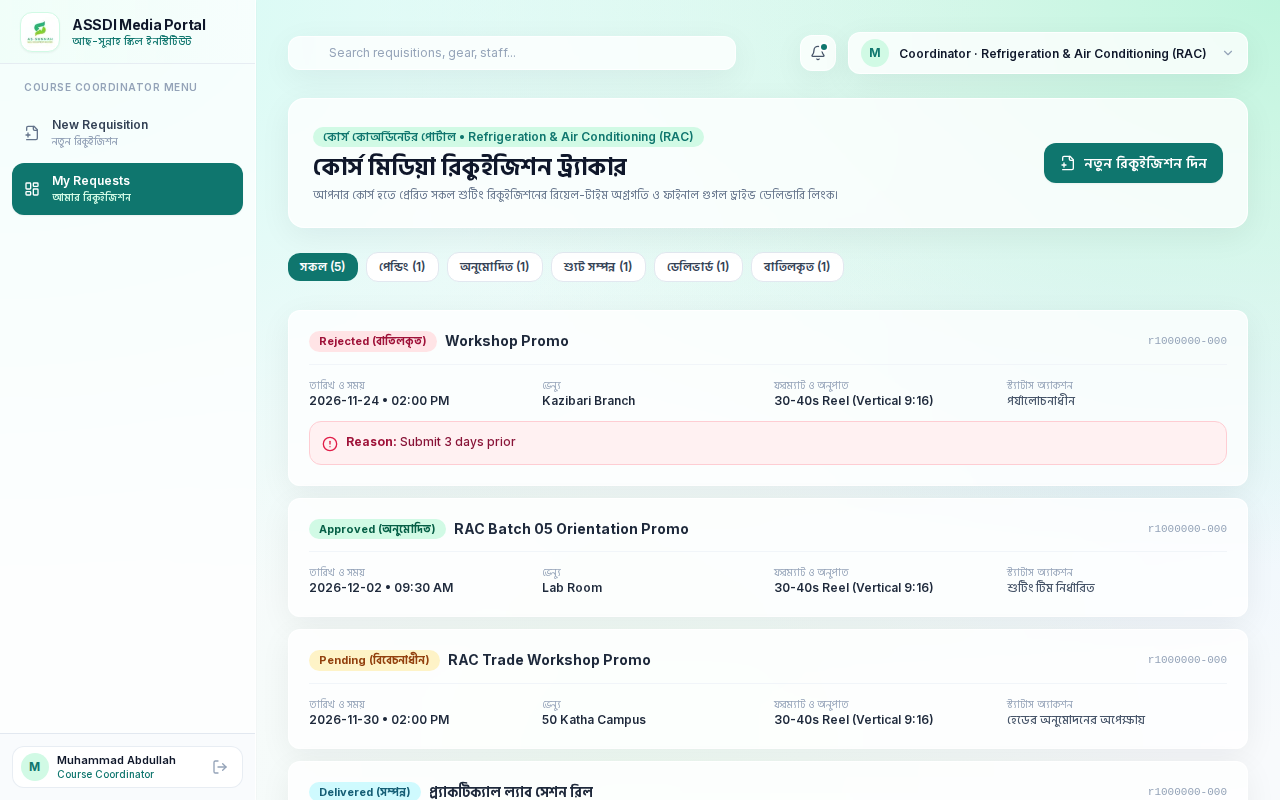 ASSDI Media Portal
আছ-সুন্নাহ স্কিল ইনস্টিটিউট
COURSE COORDINATOR MENU
New Requisition
নতুন রিকুইজিশন
My Requests
আমার রিকুইজিশন
Muhammad Abdullah
Course Coordinator
M
Search requisitions, gear, staff...
M
Coordinator · Refrigeration & Air Conditioning (RAC)
কোর্স কোঅর্ডিনেটর পোর্টাল • Refrigeration & Air Conditioning (RAC)
কোর্স মিডিয়া রিকুইজিশন ট্র্যাকার
আপনার কোর্স হতে প্রেরিত সকল শুটিং রিকুইজিশনের রিয়েল-টাইম অগ্রগতি ও ফাইনাল গুগল ড্রাইভ ডেলিভারি লিংক।
নতুন রিকুইজিশন দিন
সকল (5) পেন্ডিং (1) অনুমোদিত (1) শুট সম্পন্ন (1) ডেলিভার্ড (1) বাতিলকৃত (1)
Rejected (বাতিলকৃত) Workshop Promo r1000000-000
তারিখ ও সময় ভেন্যু ফরম্যাট ও অনুপাত স্ট্যাটাস অ্যাকশন
2026-11-24 • 02:00 PM Kazibari Branch 30-40s Reel (Vertical 9:16) পর্যালোচনাধীন
Reason: Submit 3 days prior
Approved (অনুমোদিত) RAC Batch 05 Orientation Promo r1000000-000
তারিখ ও সময় ভেন্যু ফরম্যাট ও অনুপাত স্ট্যাটাস অ্যাকশন
2026-12-02 • 09:30 AM Lab Room 30-40s Reel (Vertical 9:16) শুটিং টিম নির্ধারিত
Pending (বিবেচনাধীন) RAC Trade Workshop Promo r1000000-000
তারিখ ও সময় ভেন্যু ফরম্যাট ও অনুপাত স্ট্যাটাস অ্যাকশন
2026-11-30 • 02:00 PM 50 Katha Campus 30-40s Reel (Vertical 9:16) হেডের অনুমোদনের অপেক্ষায়
Delivered (সম্পন্ন) প্র্যাকটিক্যাল ল্যাব সেশন রিল r1000000-000